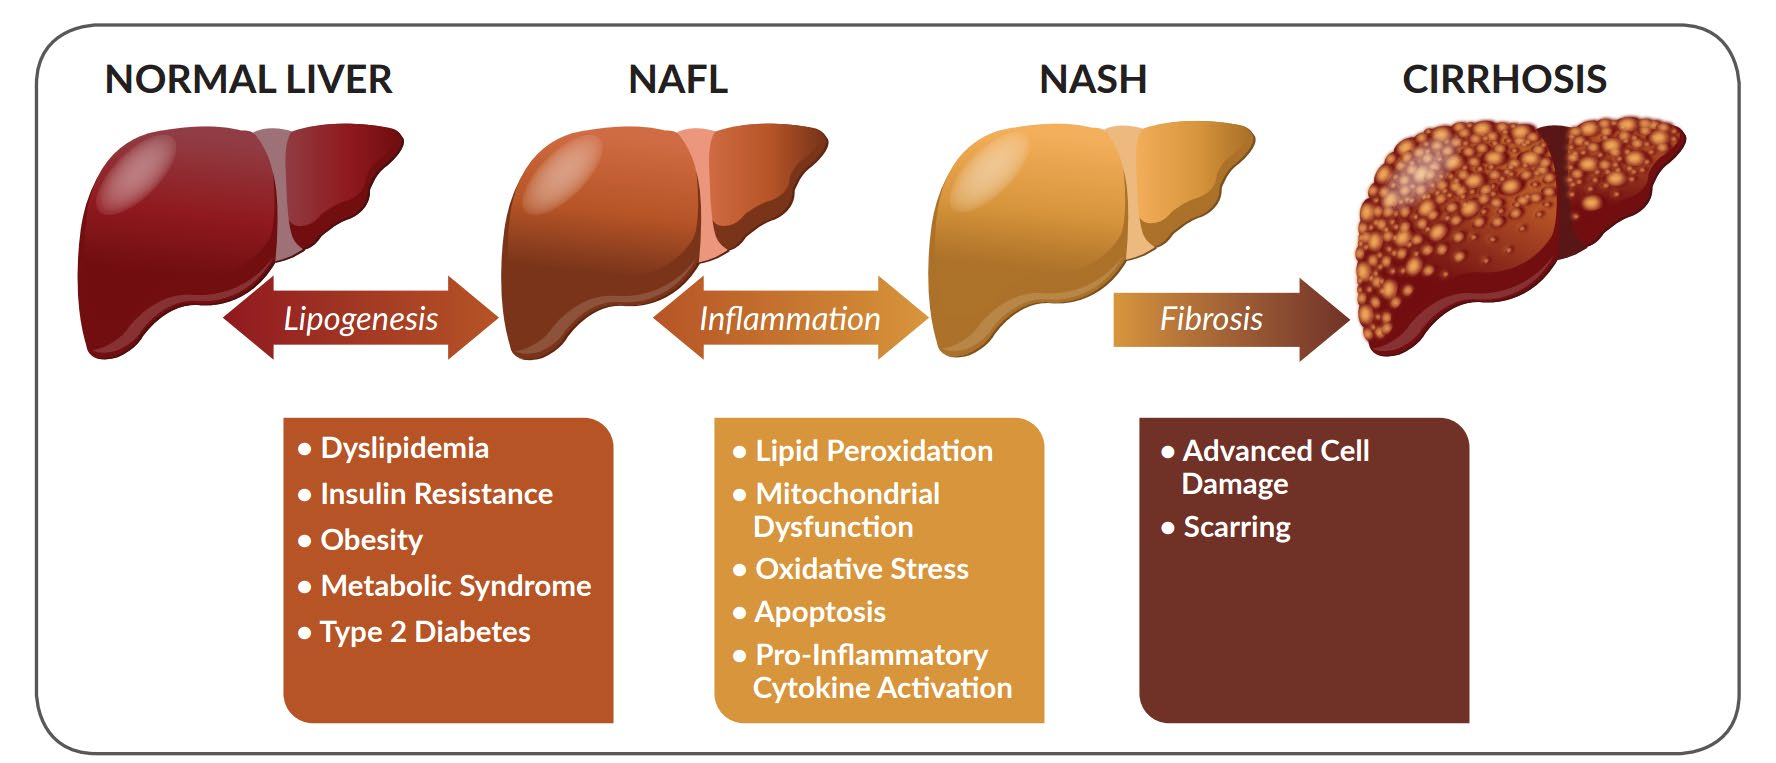 NORMAL LIVER
NAFL
NASH
CIRRHOSIS
Lipogenesis
Inflammation
Fibrosis
• Dyslipidemia
• Insulin Resistance
• Obesity
• Metabolic Syndrome
• Type 2 Diabetes
• Lipid Peroxidation
• Mitochondrial
Dysfunction
• Oxidative Stress
• Apoptosis
• Pro-Inflammatory
Cytokine Activation
• Advanced Cell
Damage
• Scarring